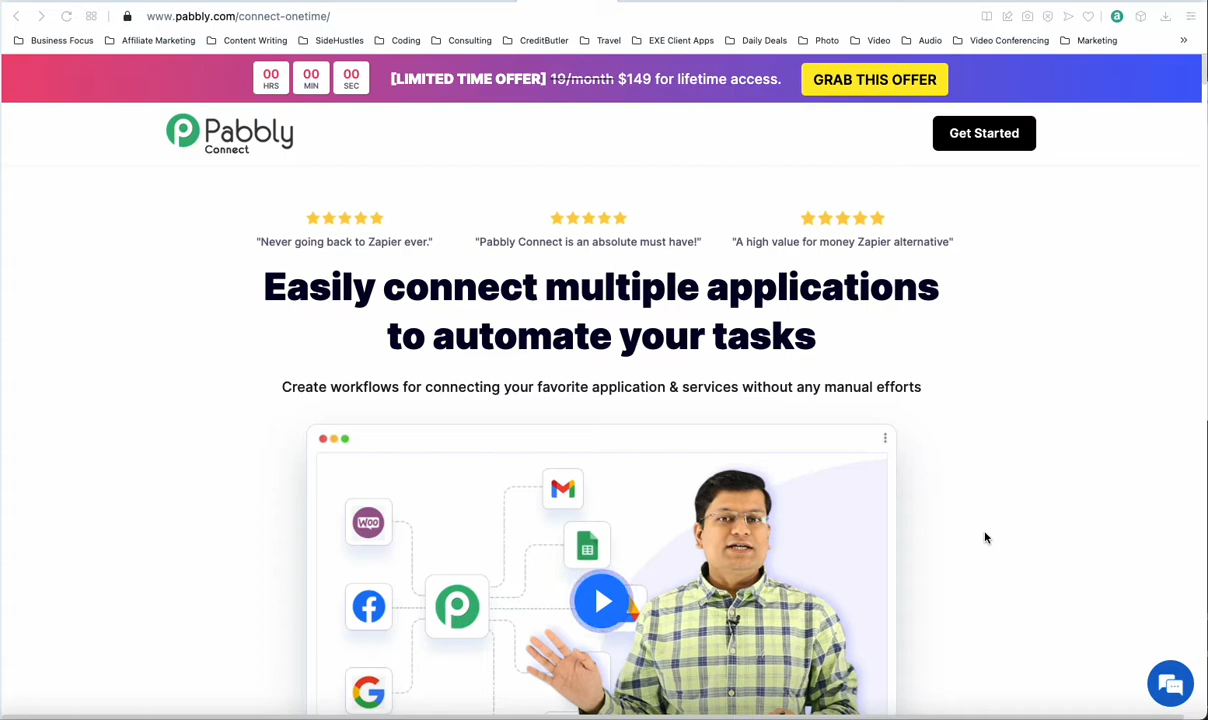 www.pabbly.com/connect-onetime/
Business Focus Affiliate Marketing Content Writing SideHustles Coding Consulting CreditButler Travel EXE Client Apps Daily Deals Photo Video Audio Video Conferencing Marketing »
00 HRS 00 MIN 00 SEC [LIMITED TIME OFFER] 19/month $149 for lifetime access. GRAB THIS OFFER
Pabbly
Connect
Get Started
"Never going back to Zapier ever." "Pabbly Connect is an absolute must have!" "A high value for money Zapier alternative"
Easily connect multiple applications
to automate your tasks
Create workflows for connecting your favorite application & services without any manual efforts
Woo